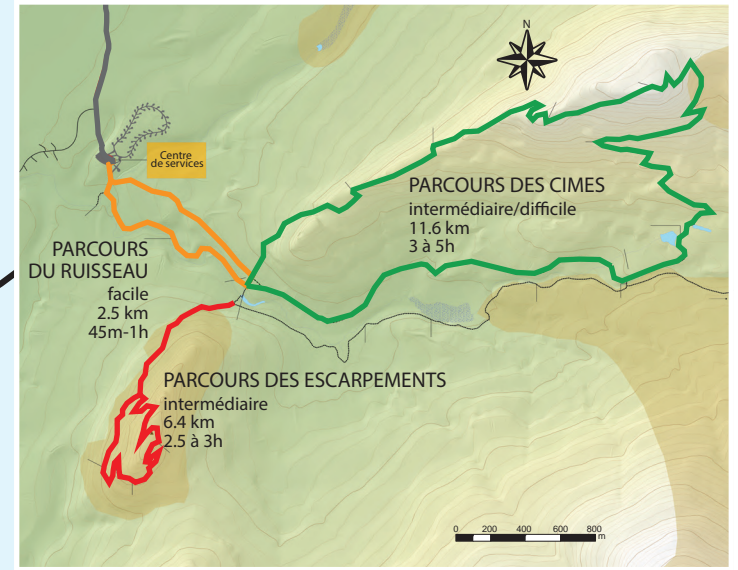 N
Centre
de services
PARCOURS DES CIMES
intermédiaire/difficile
11.6 km
3 à 5h
PARCOURS
DU RUISSEAU
facile
2.5 km
45m-1h
PARCOURS DES ESCARPEMENTS
intermédiaire
6.4 km
2.5 à 3h
0 200 400 600 800
m